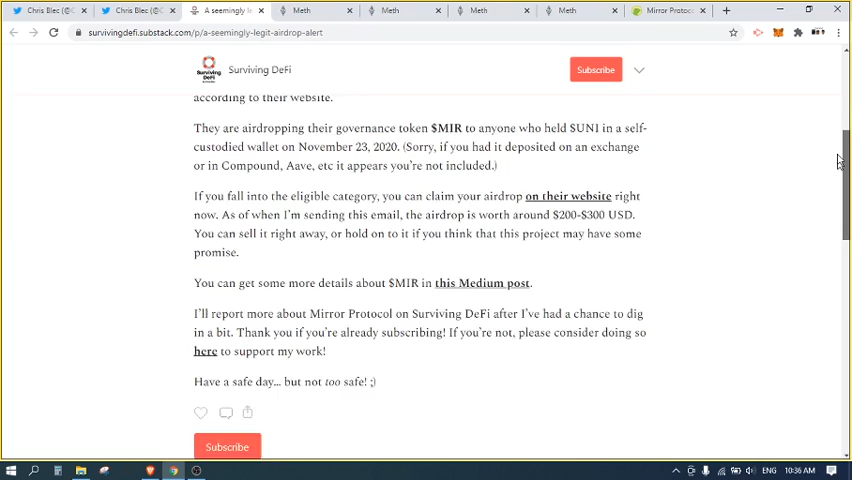 Chris Blec (@C
Chris Blec (@C
A seemingly le
Meth
Meth
Meth
Meth
Mirror Protoc
survivingdefi.substack.com/p/a-seemingly-legit-airdrop-alert
Surviving DeFi
Surviving DeFi
Subscribe
according to their website.
They are airdropping their governance token $MIR to anyone who held $UNI in a self-
custodied wallet on November 23, 2020. (Sorry, if you had it deposited on an exchange
or in Compound, Aave, etc it appears you're not included.)
If you fall into the eligible category, you can claim your airdrop on their website right
now. As of when I'm sending this email, the airdrop is worth around $200-$300 USD.
You can sell it right away, or hold on to it if you think that this project may have some
promise.
You can get some more details about $MIR in this Medium post.
I'll report more about Mirror Protocol on Surviving DeFi after I've had a chance to dig
in a bit. Thank you if you're already subscribing! If you're not, please consider doing so
here to support my work!
Have a safe day... but not too safe! ;)
Subscribe
ENG
10:36 AM